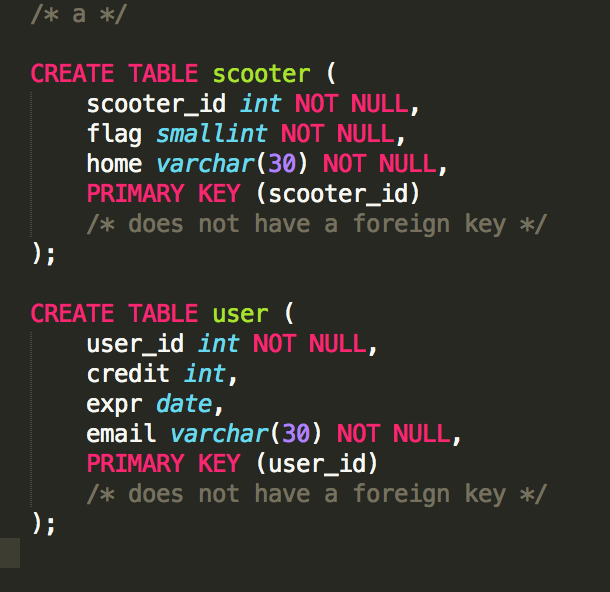 /* a */
CREATE TABLE scooter (
scooter_id int NOT NULL,
flag smallint NOT NULL,
home varchar(30) NOT NULL,
PRIMARY KEY (scooter_id)
/* does not have a foreign key */
);
CREATE TABLE user (
user_id int NOT NULL,
credit int,
expr date,
email varchar(30) NOT NULL,
PRIMARY KEY (user_id)
/* does not have a foreign key */
);